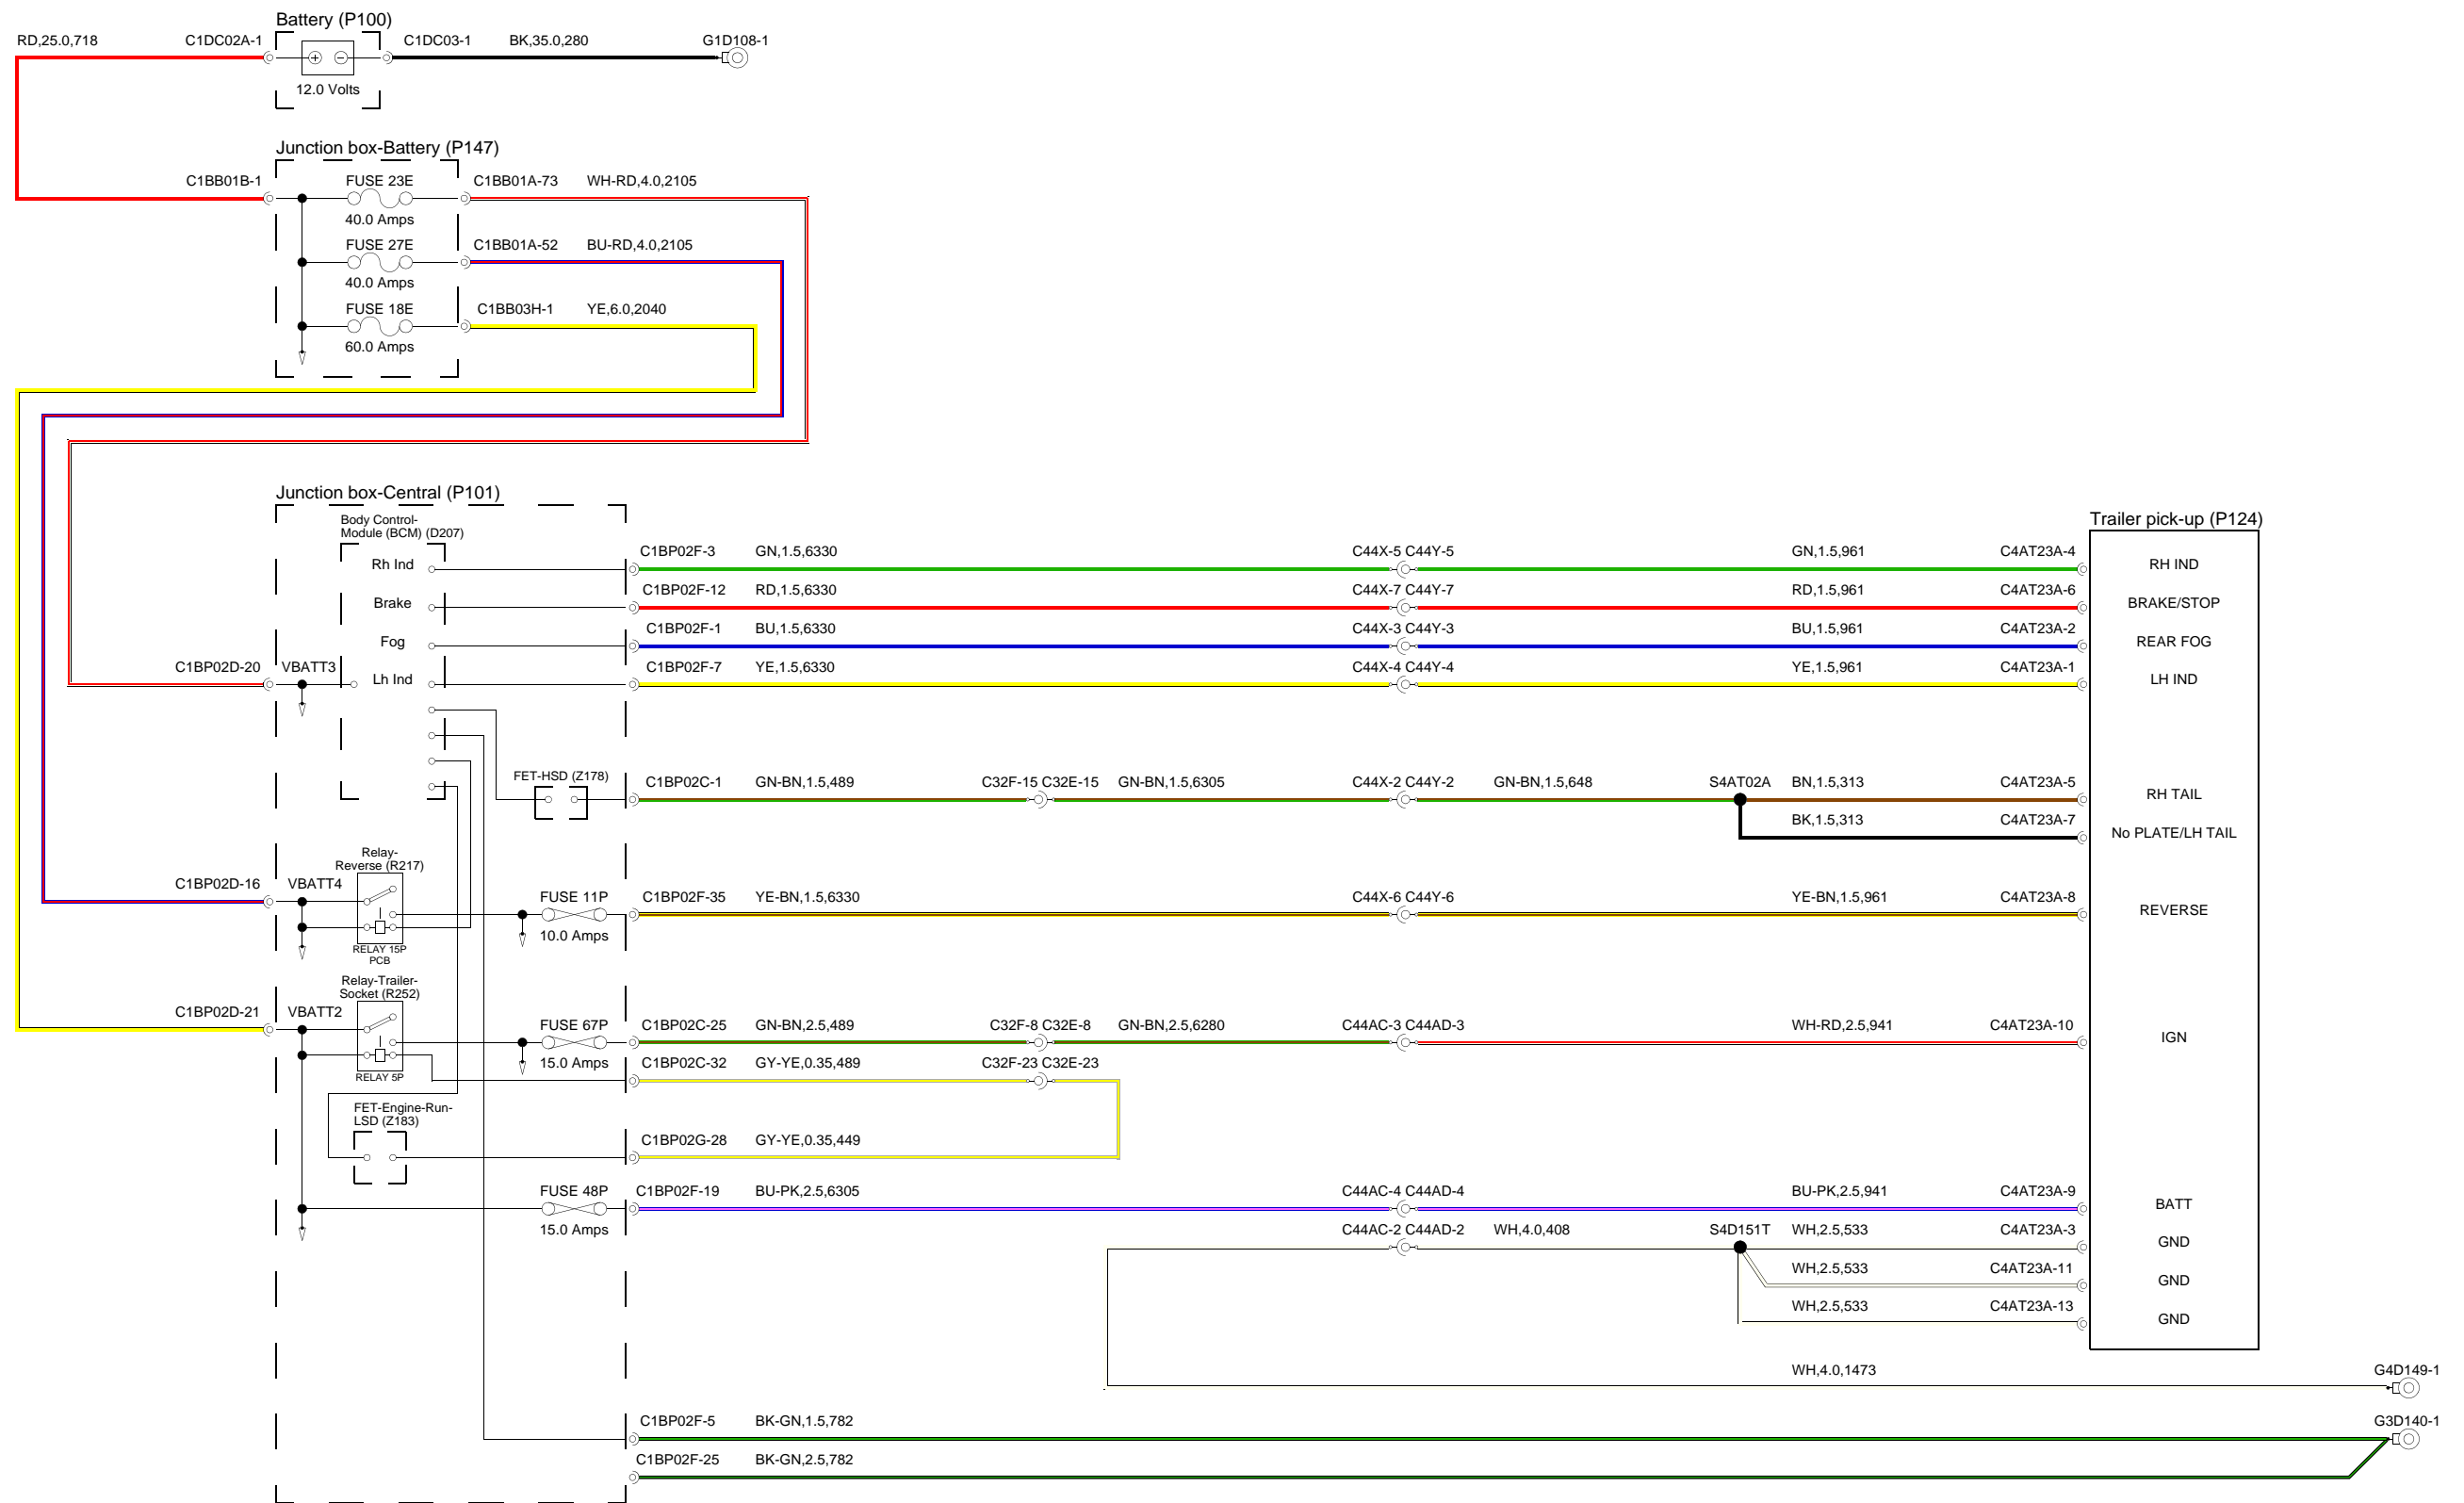 Battery (P100)
RD,25.0,718 C1DC02A-1 C1DC03-1 BK,35.0,280 G1D108-1
12.0 Volts
Junction box-Battery (P147)
C1BB01B-1 FUSE 23E C1BB01A-73 WH-RD,4.0,2105
40.0 Amps
FUSE 27E C1BB01A-52 BU-RD,4.0,2105
40.0 Amps
FUSE 18E C1BB03H-1 YE,6.0,2040
60.0 Amps
Junction box-Central (P101)
Body Control-
Module (BCM) (D207)
Trailer pick-up (P124)
Rh Ind C1BP02F-3 GN,1.5,6330 C44X-5 C44Y-5 GN,1.5,961 C4AT23A-4 RH IND
Brake C1BP02F-12 RD,1.5,6330 C44X-7 C44Y-7 RD,1.5,961 C4AT23A-6 BRAKE/STOP
Fog C1BP02F-1 BU,1.5,6330 C44X-3 C44Y-3 BU,1.5,961 C4AT23A-2 REAR FOG
C1BP02D-20 VBATT3 Lh Ind C1BP02F-7 YE,1.5,6330 C44X-4 C44Y-4 YE,1.5,961 C4AT23A-1 LH IND
FET-HSD (Z178) C1BP02C-1 GN-BN,1.5,489 C32F-15 C32E-15 GN-BN,1.5,6305 C44X-2 C44Y-2 GN-BN,1.5,648 S4AT02A BN,1.5,313 C4AT23A-5 RH TAIL
BK,1.5,313 C4AT23A-7 No PLATE/LH TAIL
Relay-
Reverse (R217)
C1BP02D-16 VBATT4 FUSE 11P C1BP02F-35 YE-BN,1.5,6330 C44X-6 C44Y-6 YE-BN,1.5,961 C4AT23A-8 REVERSE
10.0 Amps
RELAY 15P
PCB
Relay-Trailer-
Socket (R252)
C1BP02D-21 VBATT2 FUSE 67P C1BP02C-25 GN-BN,2.5,489 C32F-8 C32E-8 GN-BN,2.5,6280 C44AC-3 C44AD-3 WH-RD,2.5,941 C4AT23A-10 IGN
15.0 Amps C1BP02C-32 GY-YE,0.35,489 C32F-23 C32E-23
RELAY 5P
FET-Engine-Run-
LSD (Z183)
C1BP02G-28 GY-YE,0.35,449
FUSE 48P C1BP02F-19 BU-PK,2.5,6305 C44AC-4 C44AD-4 BU-PK,2.5,941 C4AT23A-9 BATT
15.0 Amps C44AC-2 C44AD-2 WH,4.0,408 S4D151T WH,2.5,533 C4AT23A-3 GND
WH,2.5,533 C4AT23A-11 GND
WH,2.5,533 C4AT23A-13 GND
WH,4.0,1473 G4D149-1
C1BP02F-5 BK-GN,1.5,782 G3D140-1
C1BP02F-25 BK-GN,2.5,782